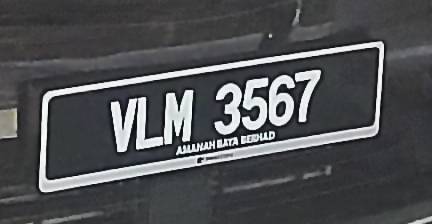 VLM 3567
AMANAH RAYA BERHAD